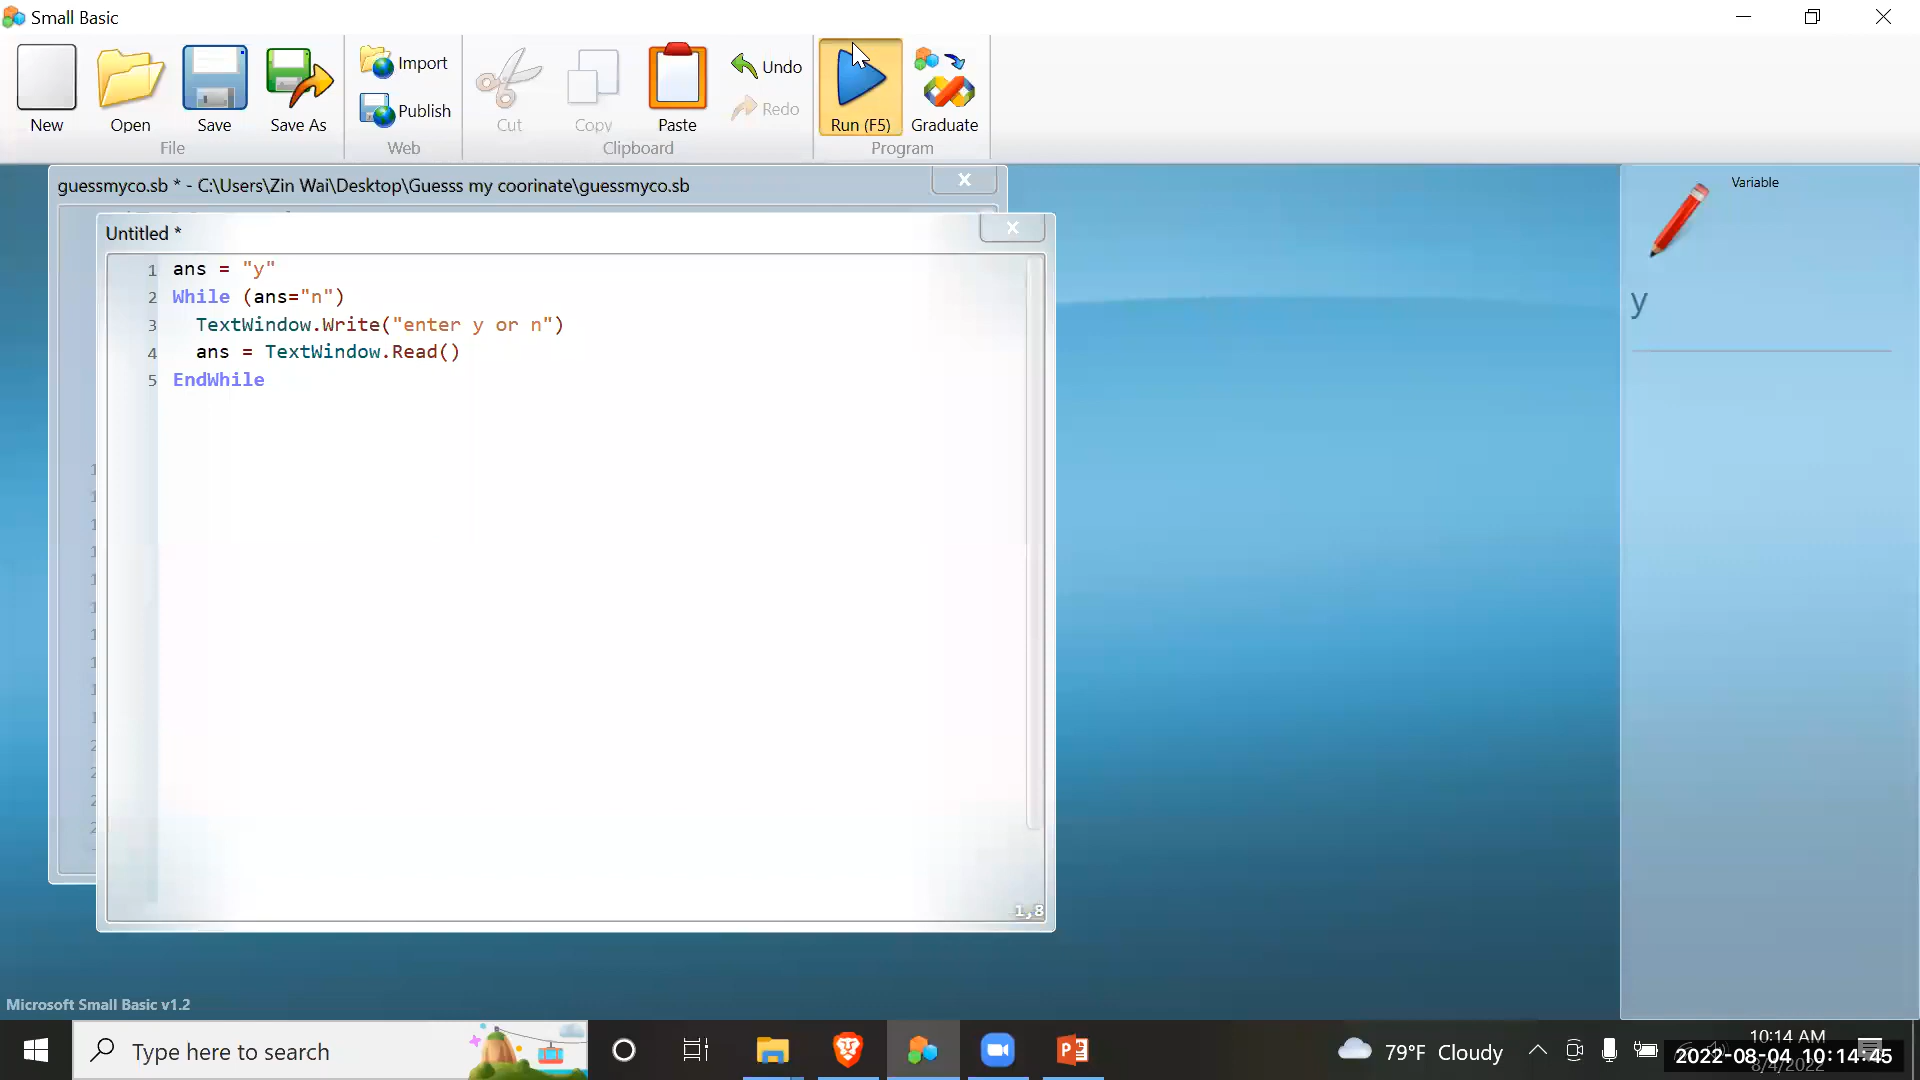 Small Basic
New
Open
Save
Save As
File
Import
Publish
Web
Cut
Copy
Paste
Undo
Redo
Clipboard
Run (F5)
Graduate
Program
guessmyco.sb * - C:\Users\Zin Wai\Desktop\Guesss my coorinate\guessmyco.sb
Untitled *
1 ans = "y"
2 While (ans="n")
3 TextWindow.Write("enter y or n")
4 ans = TextWindow.Read()
5 EndWhile
1,8
Variable
y
Microsoft Small Basic v1.2
Type here to search
79°F Cloudy
10:14 AM
8/4/2022
2022-08-04 10:14:45